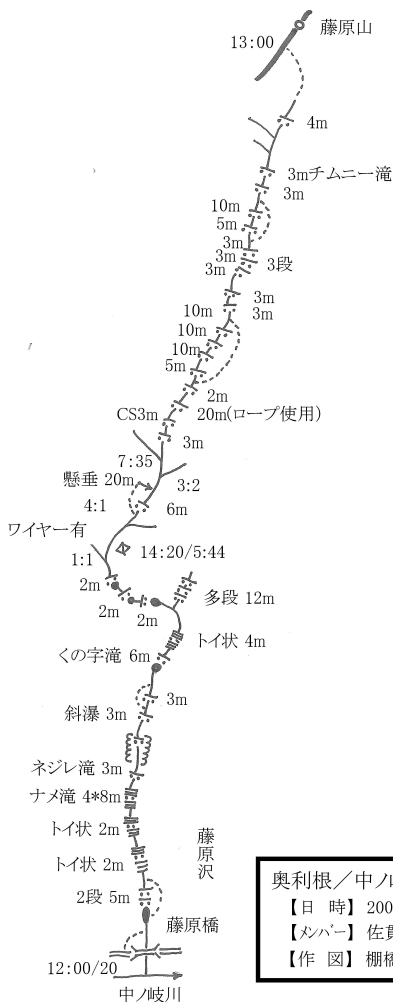 藤原山
13:00
4m
3mチムニー滝
3m
10m
5m
3m
3m
3段
3m
3m
3m
10m
10m
10m
5m
2m
20m(ロープ使用)
CS3m
3m
7:35
懸垂 20m
3:2
4:1
6m
ワイヤー有
14:20/5:44
1:1
2m
2m
2m
多段 12m
トイ状 4m
くの字滝 6m
3m
斜瀑 3m
ネジレ滝 3m
ナメ滝 4*8m
トイ状 2m
藤原沢
トイ状 2m
2段 5m
藤原橋
12:00/20
中ノ岐川
奥利根/中ノ
【日 時】 200
【メンバー】 佐貫
【作 図】 棚橋